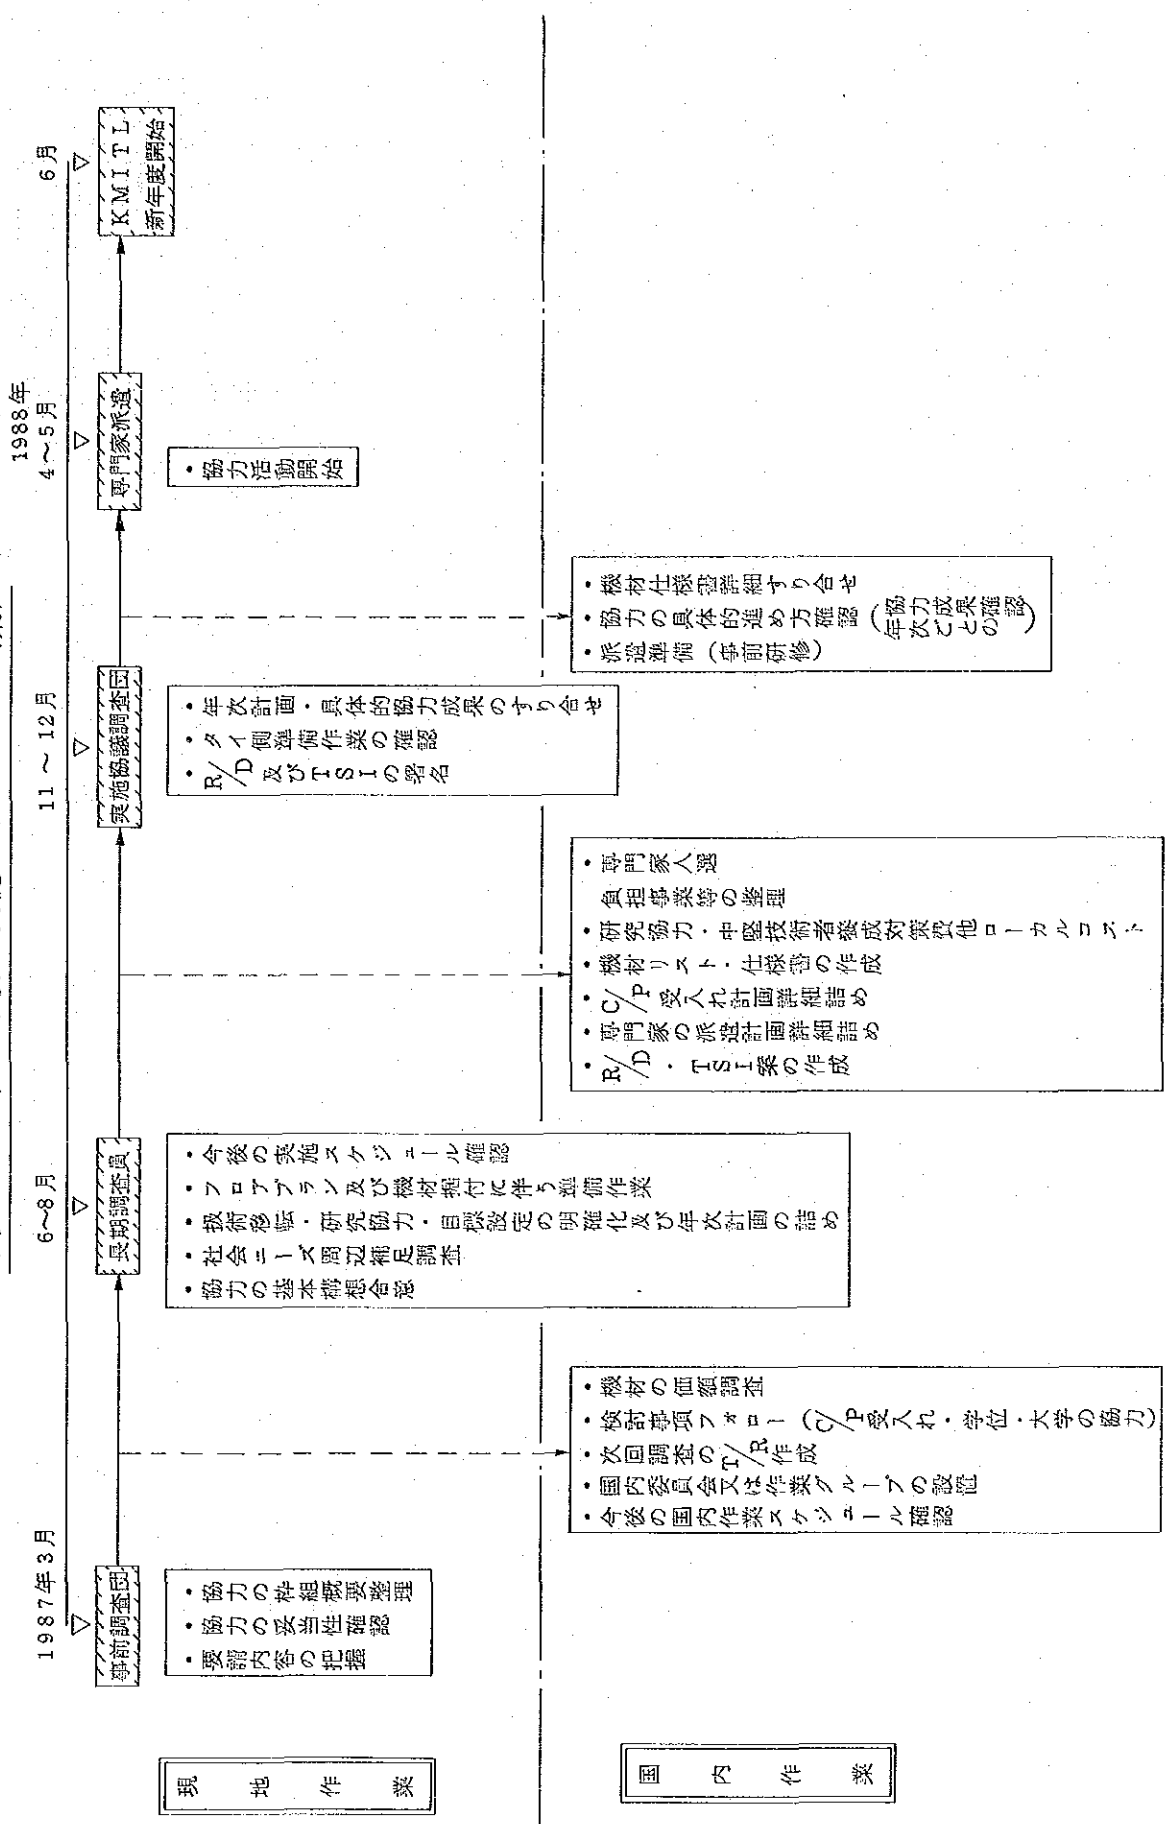 1987年3月
6～8月
11～12月
1988年
4～5月
6月
事前調査団
長期調査員
実施協議調査団
専門家派遣
KMITL
新年度開始
現地作業
・要請内容の把握
・協力の妥当性確認
・協力の枠組概要整理
・協力の基本構想合意
・社会ニーズ周辺補足調査
・技術移転・研究協力・目標設定の明確化及び年次計画の詰め
・フロアプラン及び機材据付に伴う準備作業
・今後の実施スケジュール確認
・R/D及びTSIの署名
・タイ側準備作業の確認
・年次計画・具体的協力成果のすり合せ
・協力活動開始
国内作業
・今後の国内作業スケジュール確認
・国内委員会又は作業グループの設置
・次回調査のT/R作成
・検討事項フォロー（C/P受入れ・学位・大学の協力）
・機材の価額調査
・R/D・TSI案の作成
・専門家の派遣計画詳細詰め
・C/P受入れ計画詳細詰め
・機材リスト・仕様書の作成
・研究協力・中堅技術者養成対策費他ローカルコスト
負担事業等の整理
・専門家人選
・派遣準備（事前研修）
・協力の具体的進め方確認（年次ごとの協力成果確認）
・機材仕様書詳細すり合せ